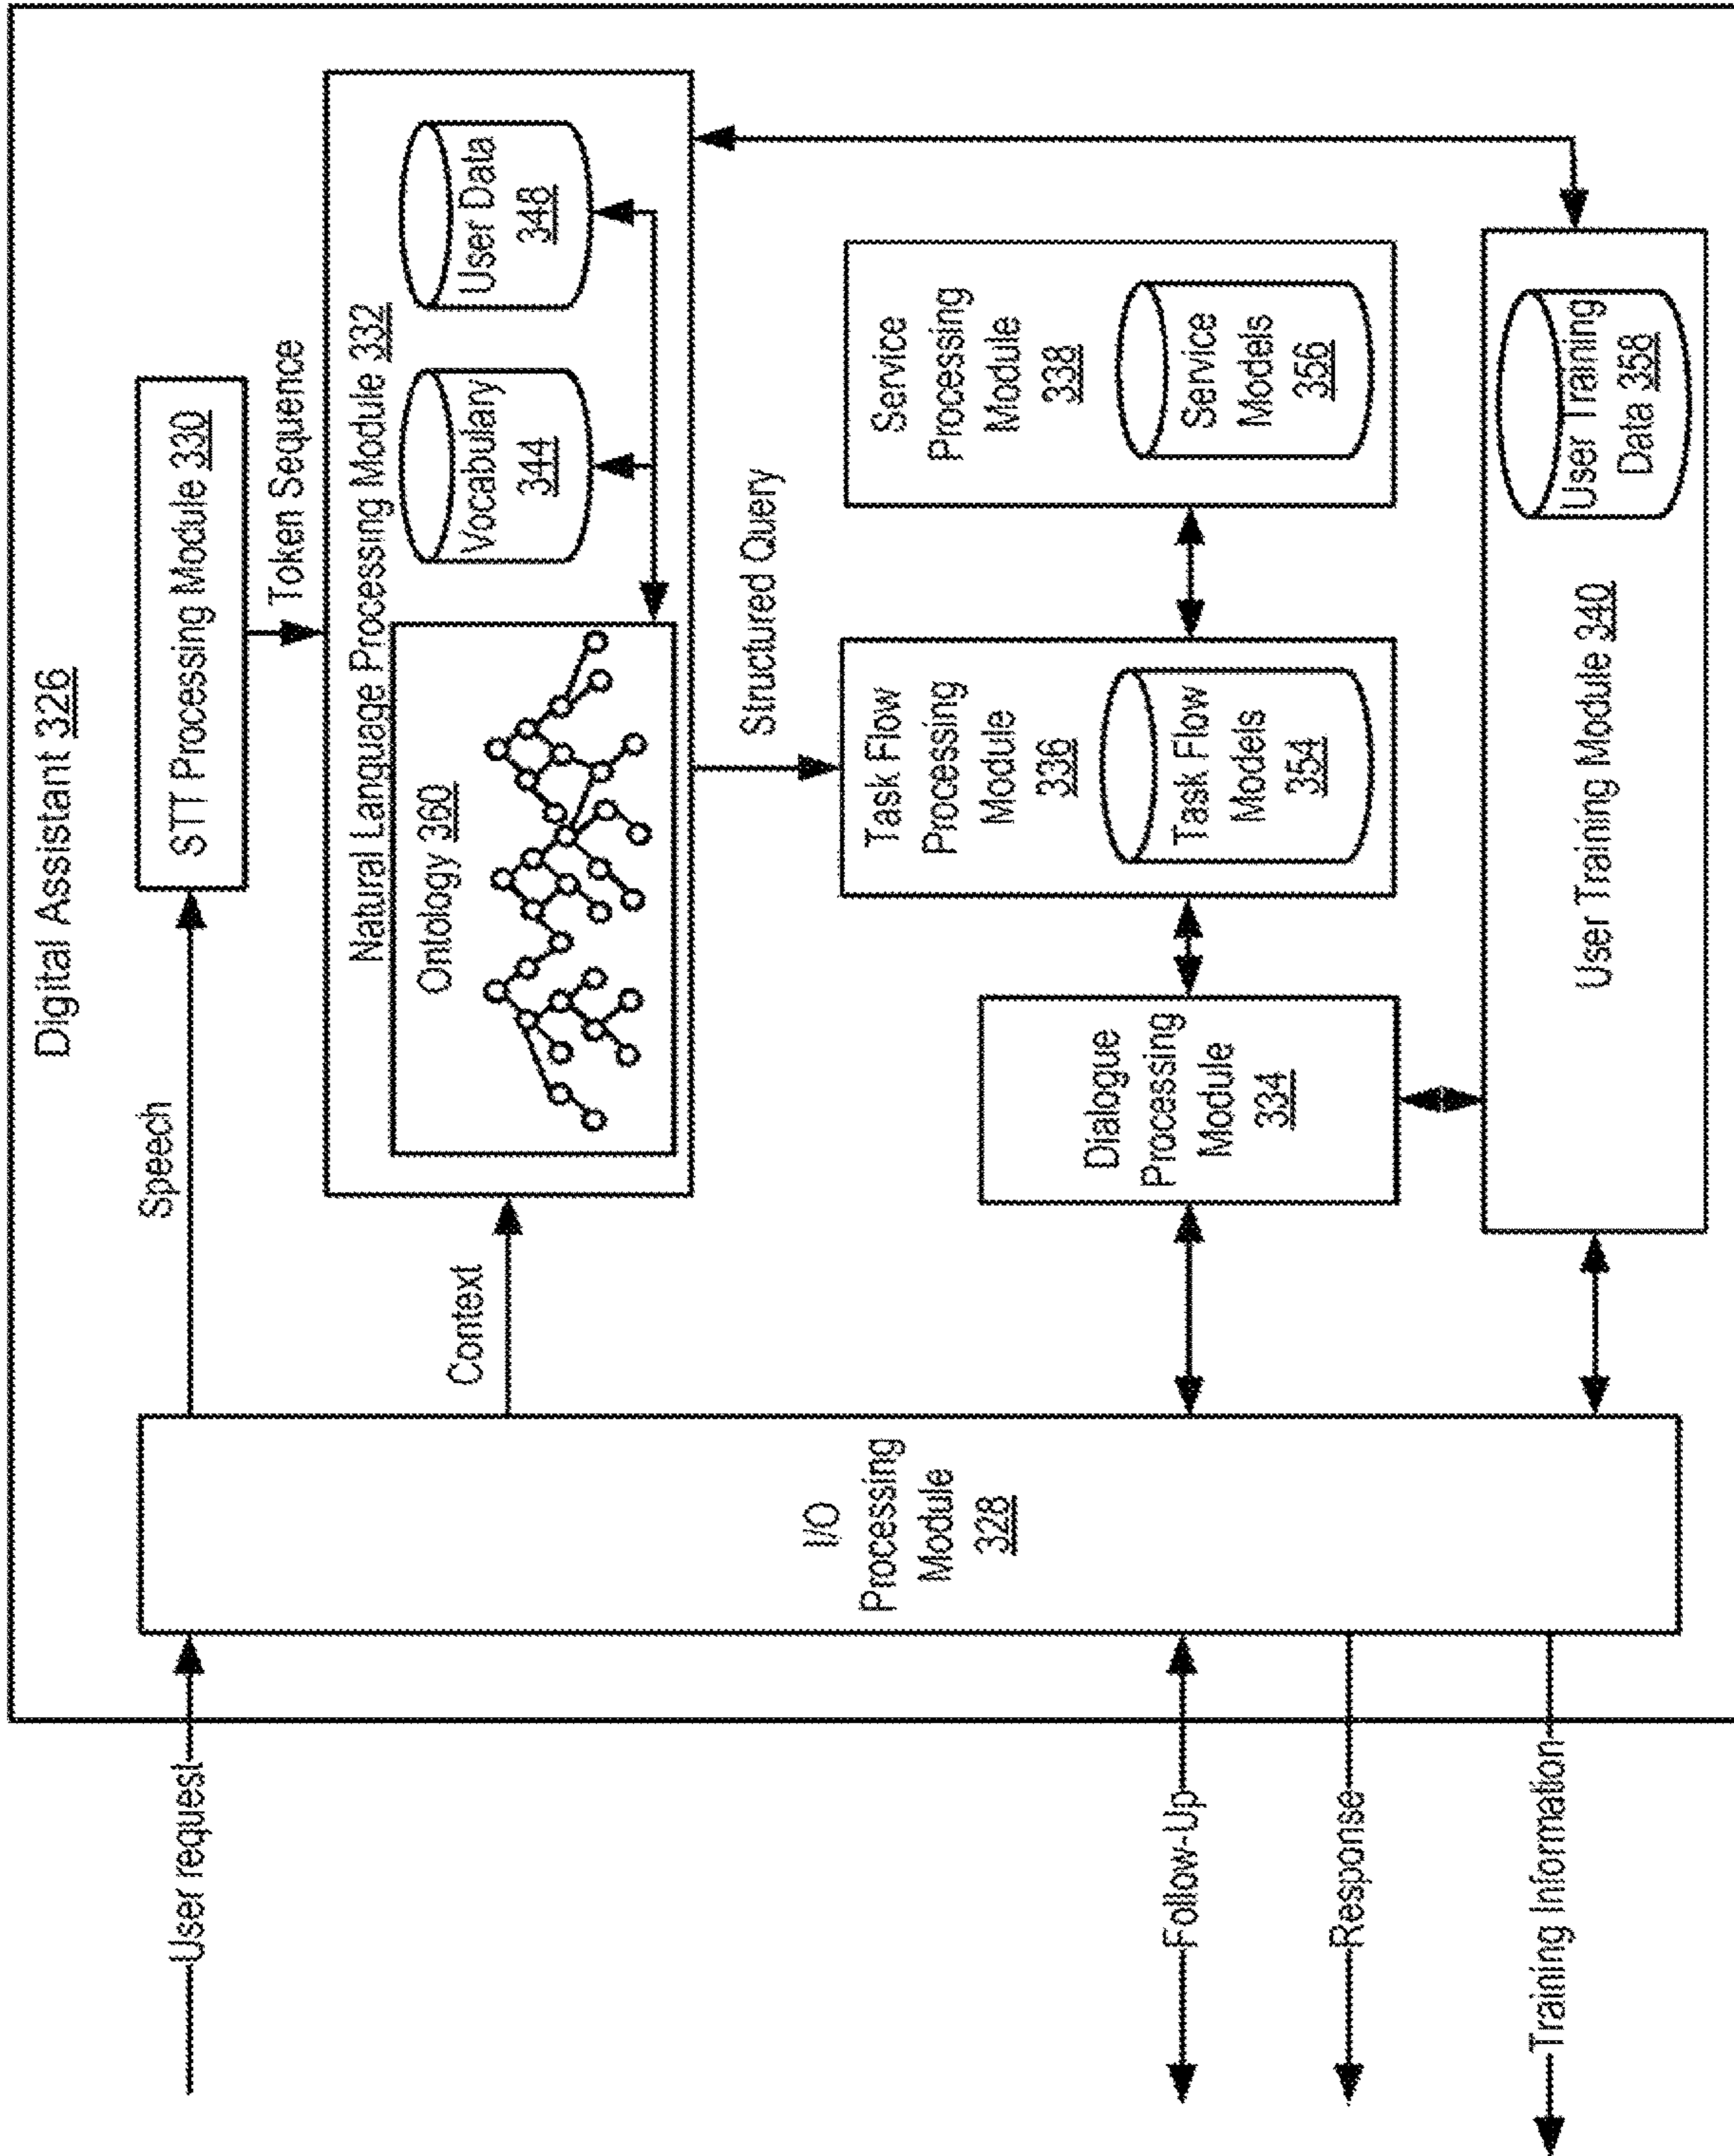 Digital Assistant 326
User request
Speech
STT Processing Module 330
Token Sequence
Natural Language Processing Module 332
Ontology 360
Vocabulary
344
User Data
348
Context
Structured Query
I/O
Processing
Module
328
Dialogue
Processing
Module
334
Task Flow
Processing
Module
336
Task Flow
Models
354
Service
Processing
Module
338
Service
Models
356
Follow-Up
Response
Training Information
User Training Module 340
User Training
Data 358